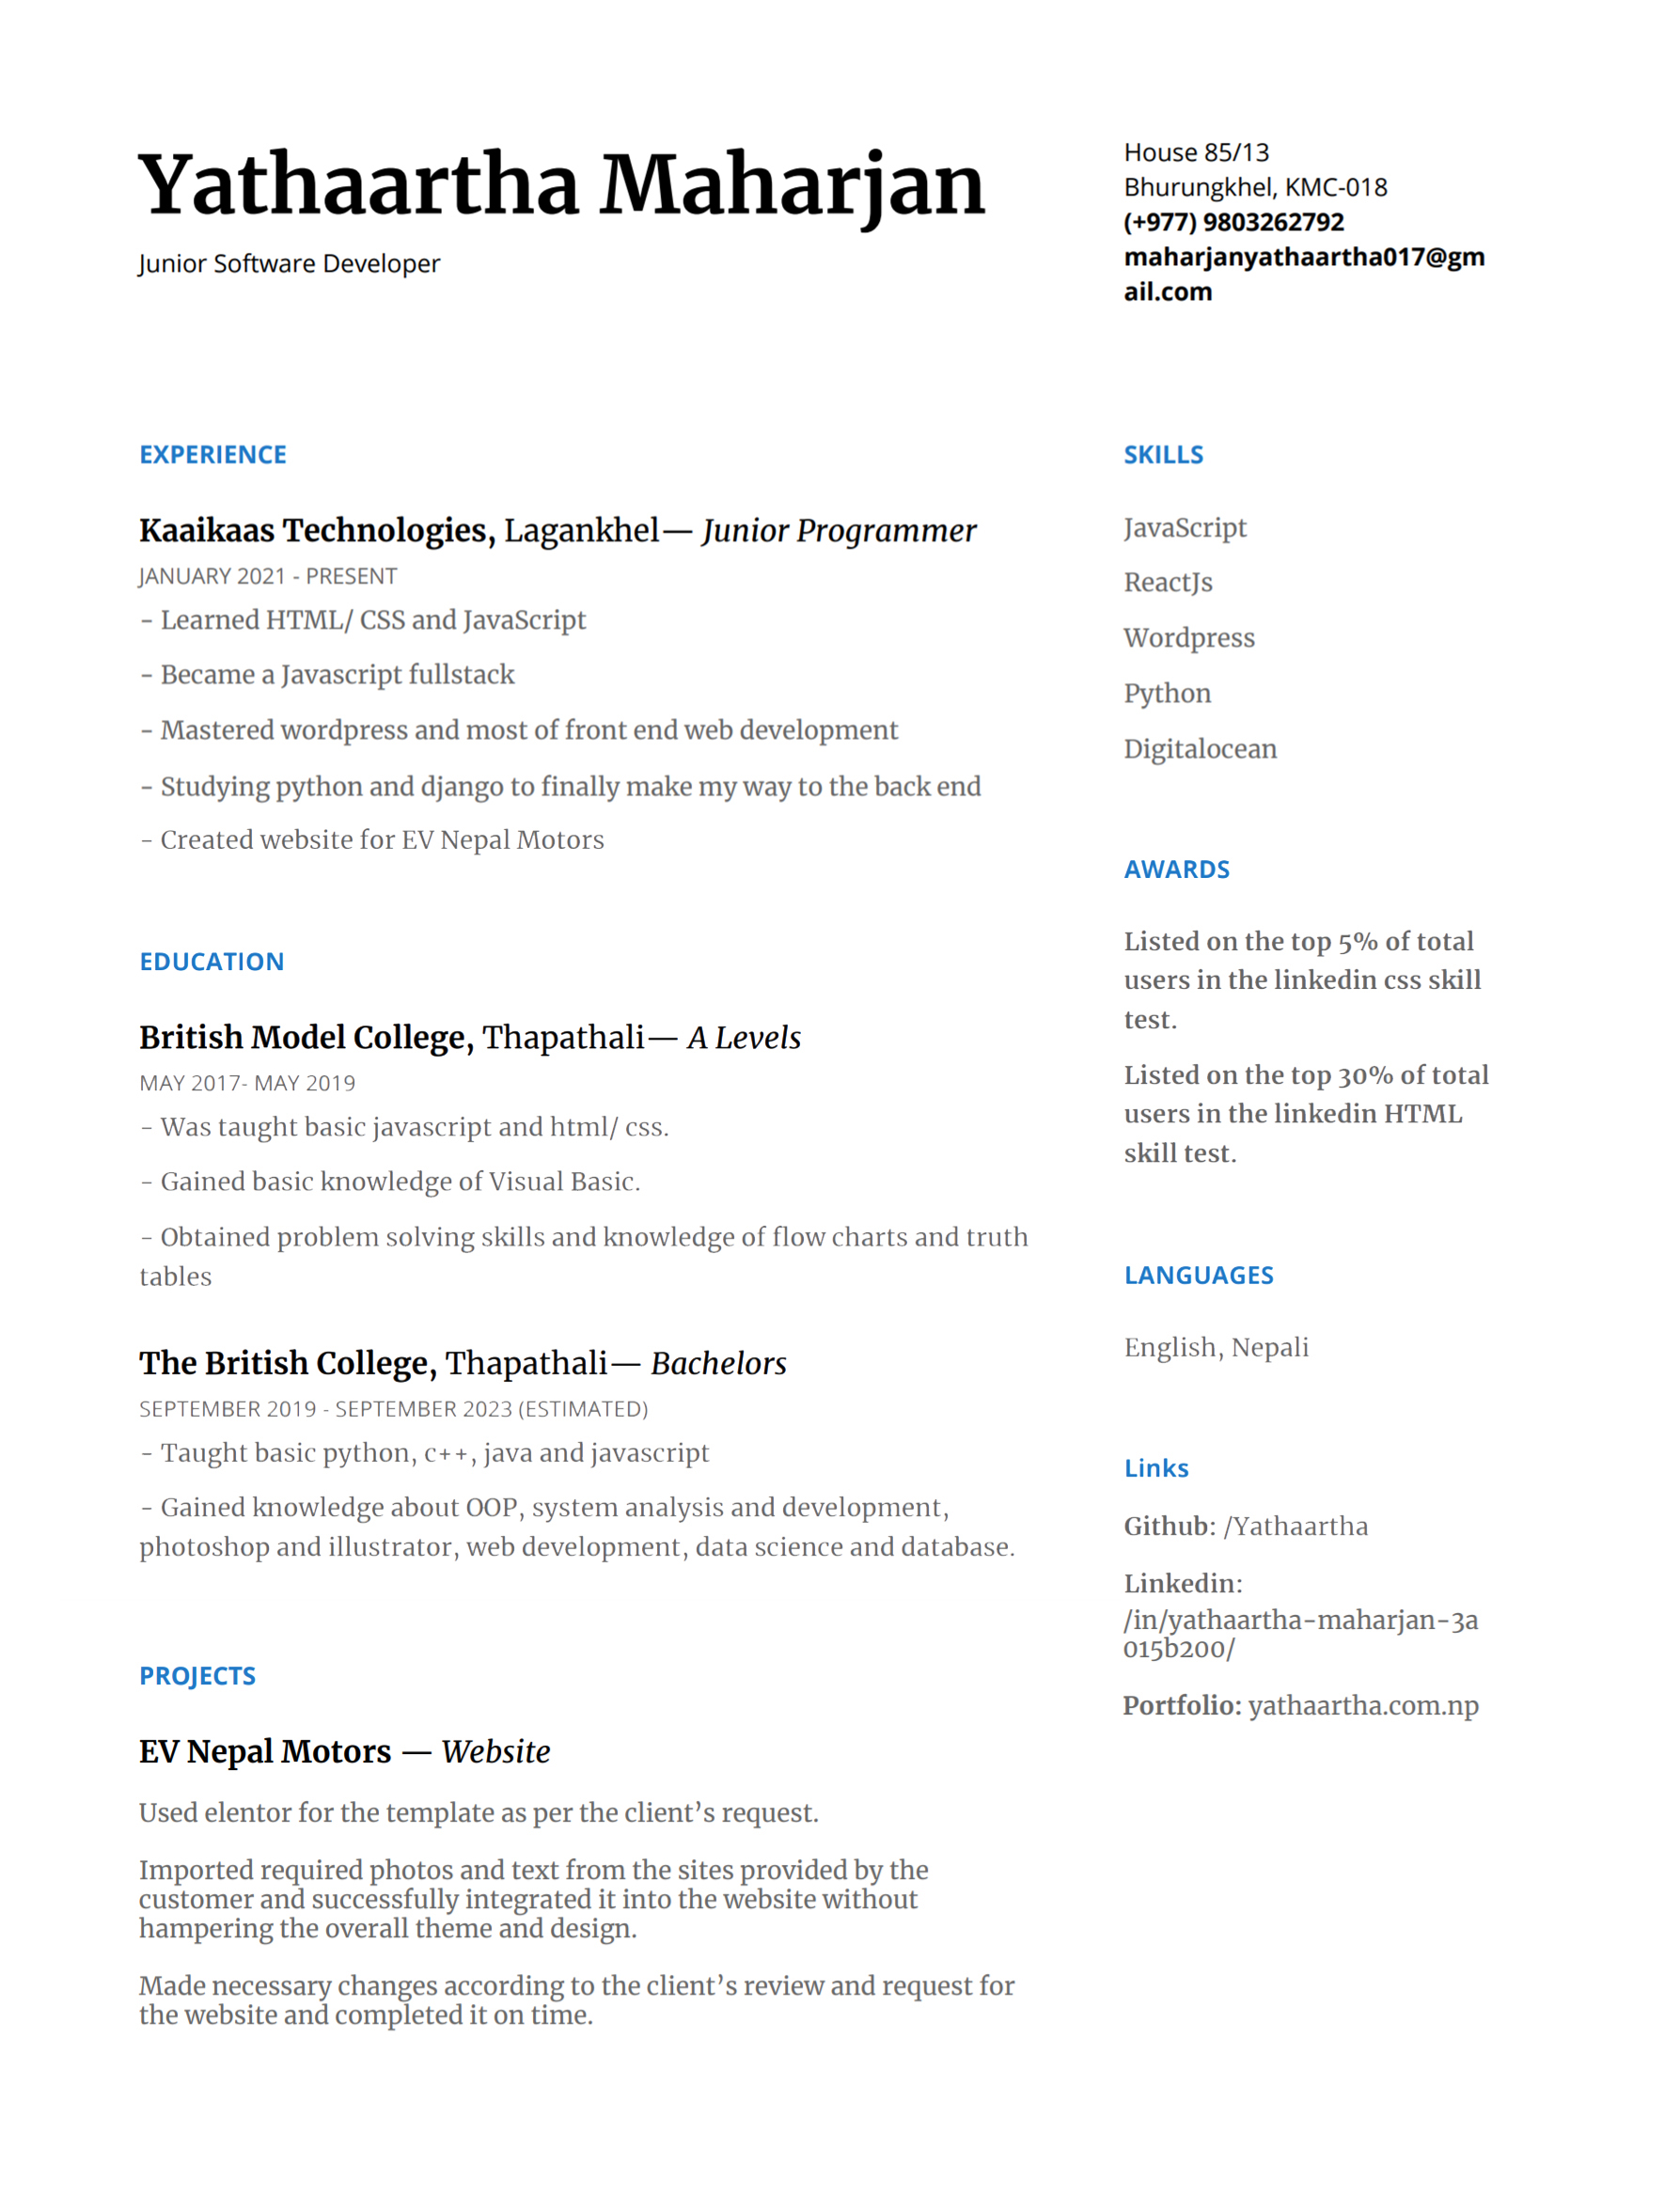 Yathaartha Maharjan
Junior Software Developer
House 85/13
Bhurungkhel, KMC-018
(+977) 9803262792
maharjanyathaartha017@gm
ail.com
EXPERIENCE
Kaaikaas Technologies, Lagankhel— Junior Programmer
JANUARY 2021 - PRESENT
- Learned HTML/ CSS and JavaScript
- Became a Javascript fullstack
- Mastered wordpress and most of front end web development
- Studying python and django to finally make my way to the back end
- Created website for EV Nepal Motors
EDUCATION
British Model College, Thapathali— A Levels
MAY 2017- MAY 2019
- Was taught basic javascript and html/ css.
- Gained basic knowledge of Visual Basic.
- Obtained problem solving skills and knowledge of flow charts and truth
tables
The British College, Thapathali— Bachelors
SEPTEMBER 2019 - SEPTEMBER 2023 (ESTIMATED)
- Taught basic python, c++, java and javascript
- Gained knowledge about OOP, system analysis and development,
photoshop and illustrator, web development, data science and database.
PROJECTS
EV Nepal Motors — Website
Used elentor for the template as per the client’s request.
Imported required photos and text from the sites provided by the
customer and successfully integrated it into the website without
hampering the overall theme and design.
Made necessary changes according to the client’s review and request for
the website and completed it on time.
SKILLS
JavaScript
ReactJs
Wordpress
Python
Digitalocean
AWARDS
Listed on the top 5% of total
users in the linkedin css skill
test.
Listed on the top 30% of total
users in the linkedin HTML
skill test.
LANGUAGES
English, Nepali
Links
Github: /Yathaartha
Linkedin:
/in/yathaartha-maharjan-3a
015b200/
Portfolio: yathaartha.com.np